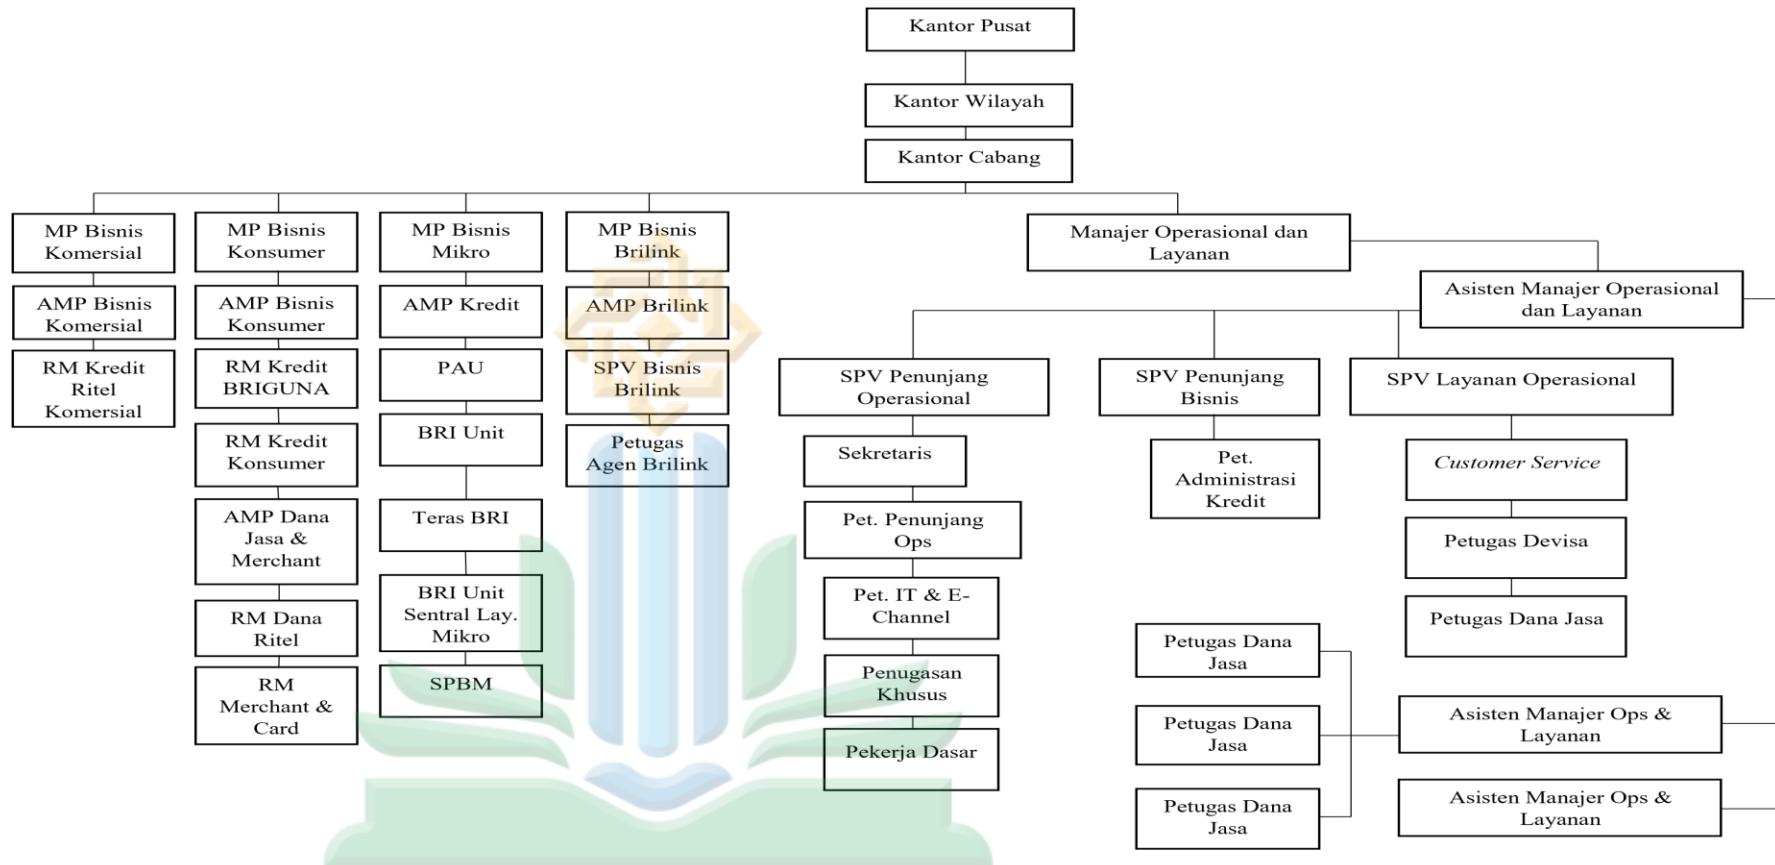 Kantor Pusat
Kantor Wilayah
Kantor Cabang
MP Bisnis
Komersial
AMP Bisnis
Komersial
RM Kredit
Ritel
Komersial
MP Bisnis
Konsumer
AMP Bisnis
Konsumer
RM Kredit
BRIGUNA
RM Kredit
Konsumer
AMP Dana
Jasa &
Merchant
RM Dana
Ritel
RM
Merchant &
Card
MP Bisnis
Mikro
AMP Kredit
PAU
BRI Unit
Teras BRI
BRI Unit
Sentral Lay.
Mikro
SPBM
MP Bisnis
Brilink
AMP Brilink
SPV Bisnis
Brilink
Petugas
Agen Brilink
Manajer Operasional dan
Layanan
Asisten Manajer Operasional
dan Layanan
SPV Penunjang
Operasional
Sekretaris
Pet. Penunjang
Ops
Pet. IT & E-
Channel
Penugasan
Khusus
Pekerja Dasar
SPV Penunjang
Bisnis
Pet.
Administrasi
Kredit
SPV Layanan Operasional
Customer Service
Petugas Devisa
Petugas Dana Jasa
Petugas Dana
Jasa
Petugas Dana
Jasa
Petugas Dana
Jasa
Asisten Manajer Ops &
Layanan
Asisten Manajer Ops &
Layanan